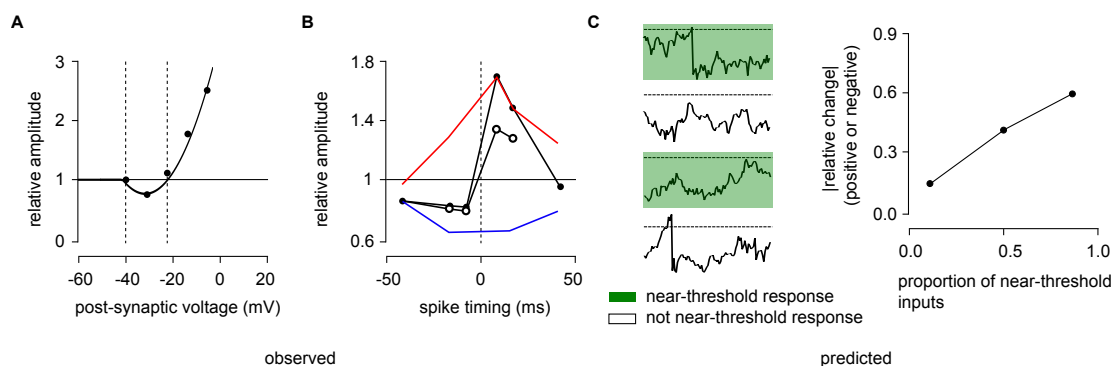 A
B
C
3
2
1
0
relative amplitude
-60
-40
-20
0
20
post-synaptic voltage (mV)
1.8
1.4
1
0.6
relative amplitude
-50
0
50
spike timing (ms)
observed
near-threshold response
not near-threshold response
0.9
0.6
0.3
0.0
|relative change|
(positive or negative)
0.0
0.5
1.0
proportion of near-threshold
inputs
predicted